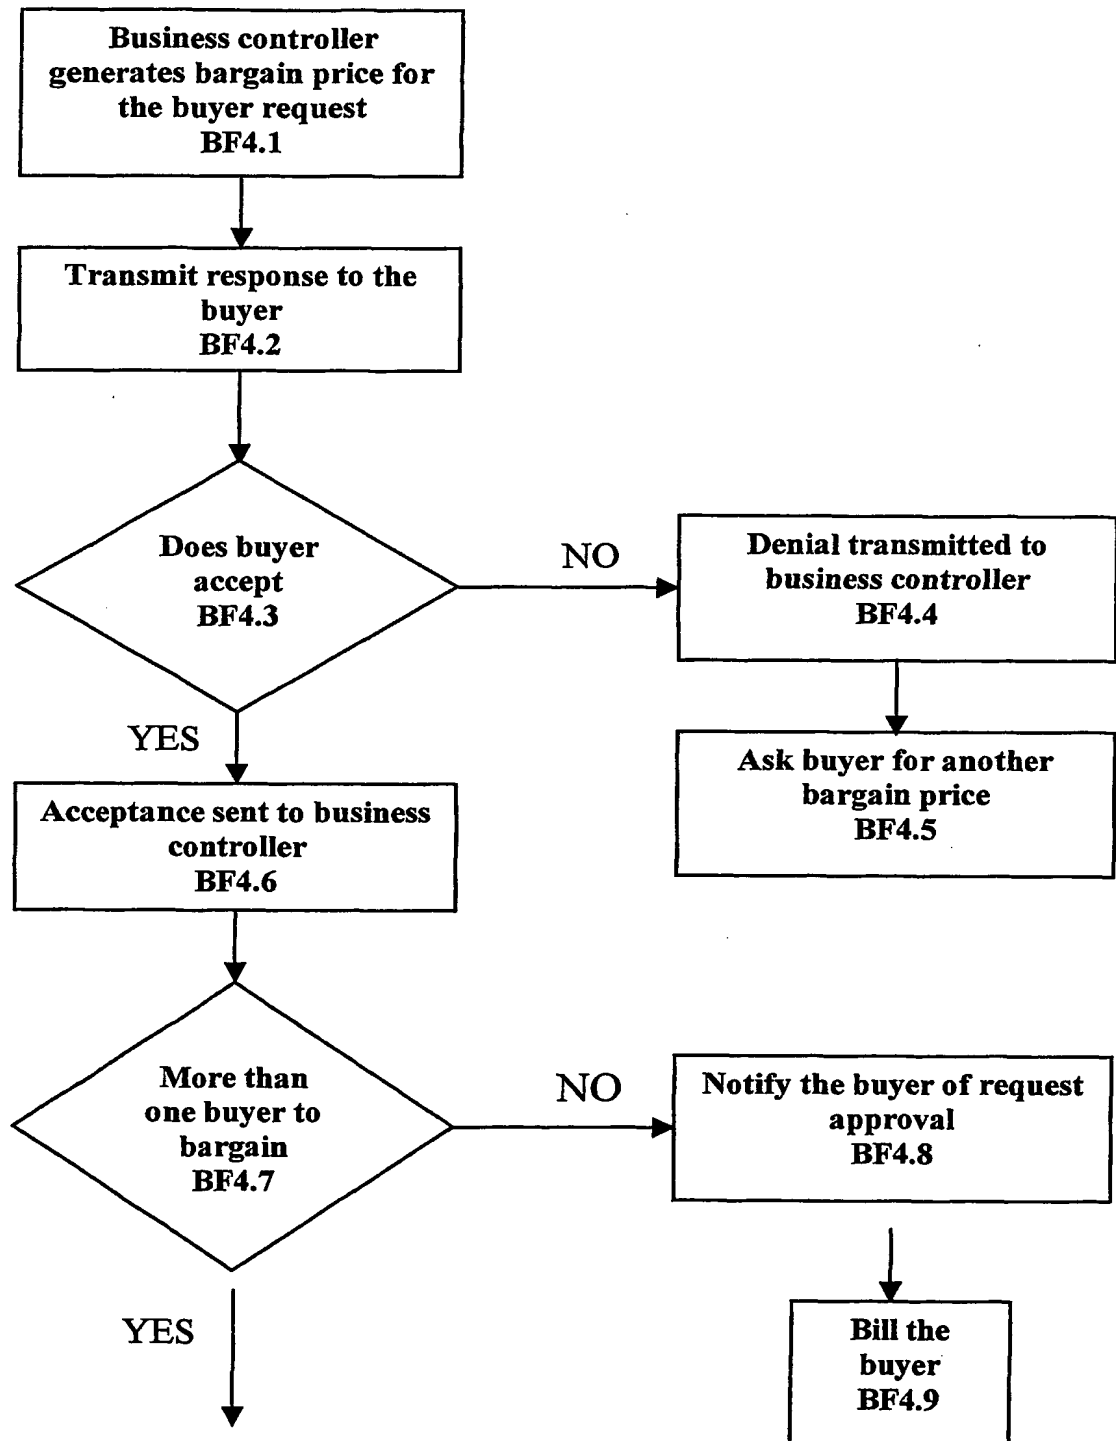 Business controller
generates bargain price for
the buyer request
BF4.1
Transmit response to the
buyer
BF4.2
Does buyer
accept
BF4.3
NO
Denial transmitted to
business controller
BF4.4
YES
Ask buyer for another
bargain price
BF4.5
Acceptance sent to business
controller
BF4.6
More than
one buyer to
bargain
BF4.7
NO
Notify the buyer of request
approval
BF4.8
YES
Bill the
buyer
BF4.9